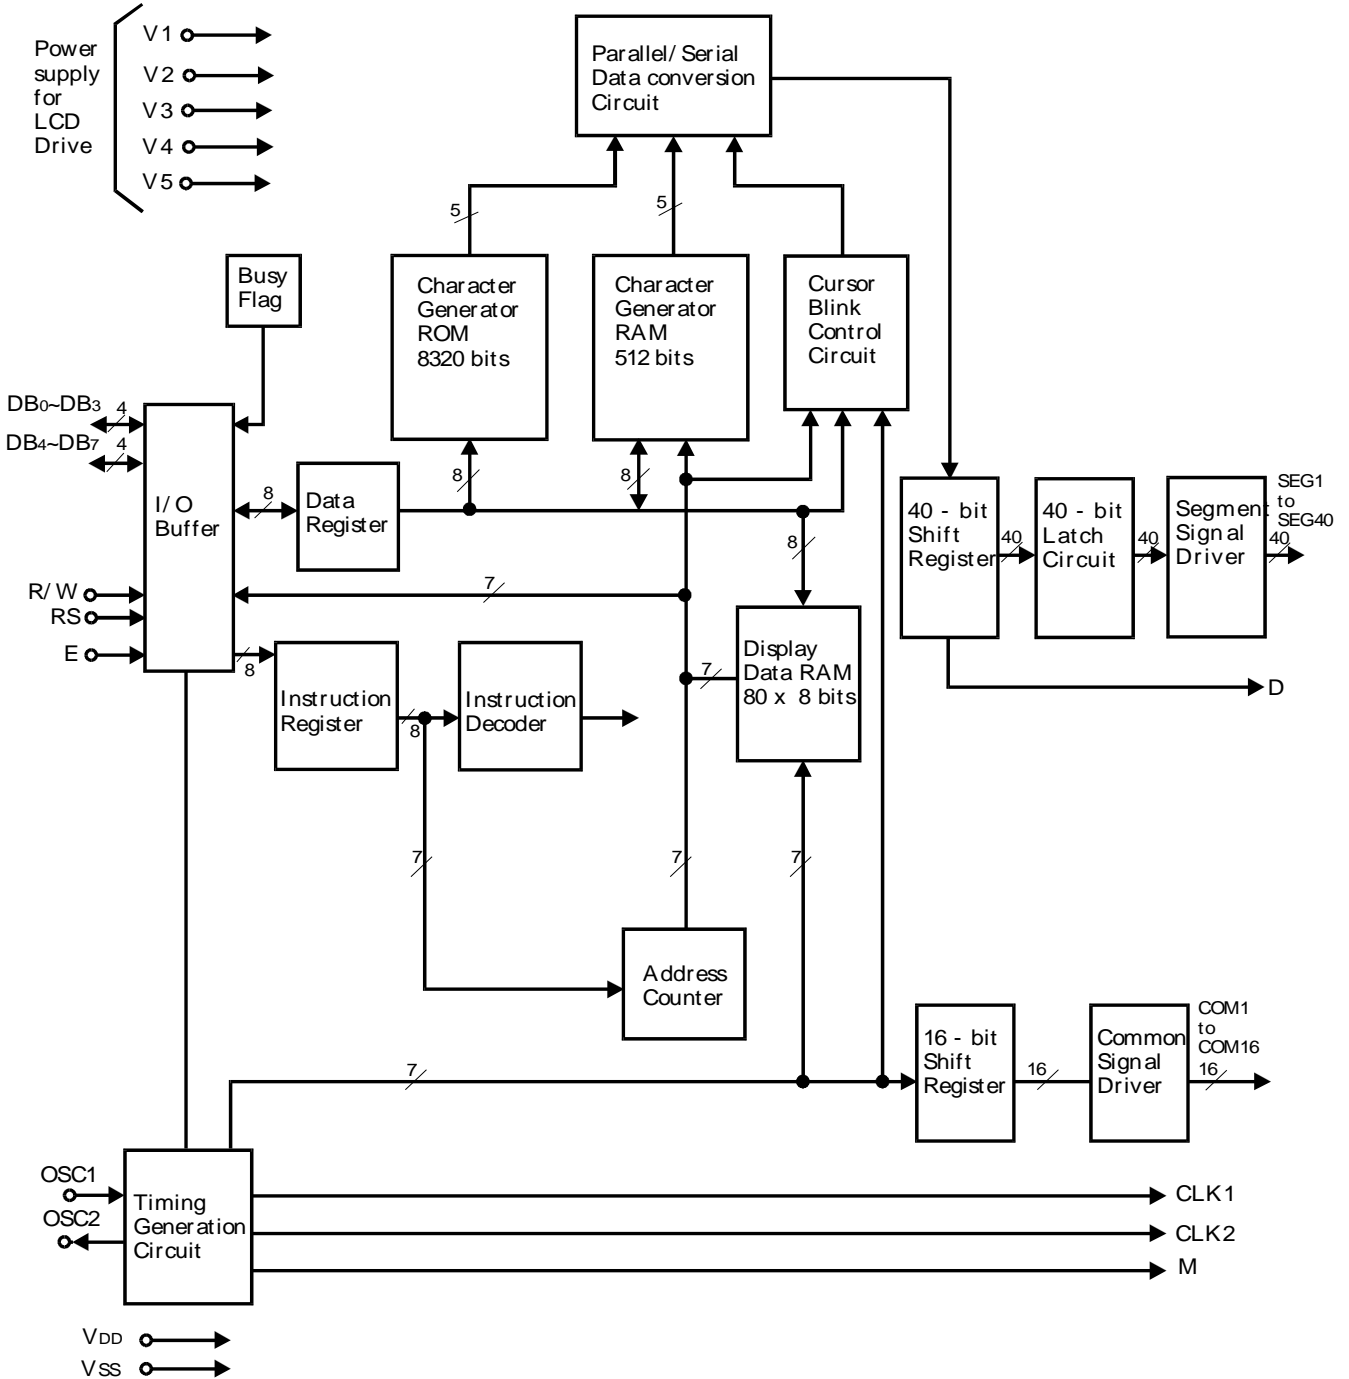 Power
supply
for
LCD
Drive
V1
V2
V3
V4
V5
Parallel/Serial
Data conversion
Circuit
5
5
Busy
Flag
Character
Generator
ROM
8320 bits
Character
Generator
RAM
512 bits
Cursor
Blink
Control
Circuit
DB0~DB3
4
DB4~DB7
4
I/O
Buffer
8
Data
Register
8
8
8
40 - bit
Shift
Register
40
40 - bit
Latch
Circuit
40
Segment
Signal
Driver
SEG1
to
SEG40
40
R/W
RS
E
7
8
Instruction
Register
8
Instruction
Decoder
7
Display
Data RAM
80 x 8 bits
D
7
7
7
Address
Counter
7
16 - bit
Shift
Register
16
Common
Signal
Driver
COM1
to
COM16
16
OSC1
OSC2
Timing
Generation
Circuit
CLK1
CLK2
M
VDD
VSS